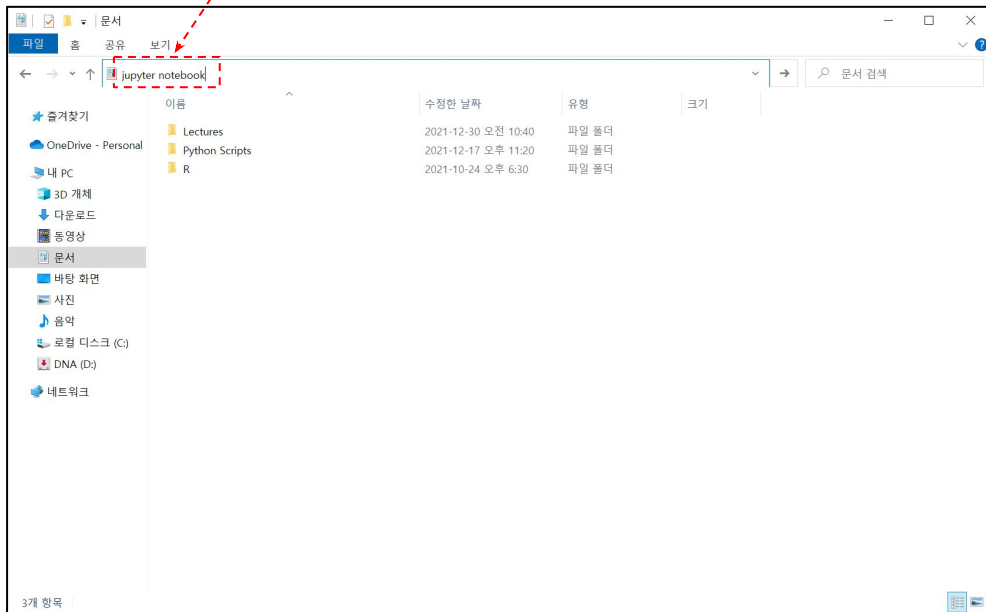 문서
파일 홈 공유 보기
jupyter notebook
문서 검색
이름 수정한 날짜 유형 크기
즐겨찾기
OneDrive - Personal
내 PC
3D 개체
다운로드
동영상
문서
바탕 화면
사진
음악
로컬 디스크 (C:)
DNA (D:)
네트워크
Lectures 2021-12-30 오전 10:40 파일 폴더
Python Scripts 2021-12-17 오후 11:20 파일 폴더
R 2021-10-24 오후 6:30 파일 폴더
3개 항목